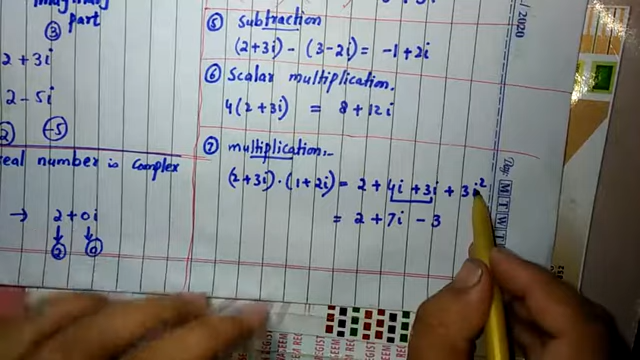 part
③
2 + 3i
2 - 5i
-5
real number is Complex
→ 2 + 0i
② ⓪
⑤ subtraction
(2+3i) - (3-2i) = -1+2i
⑥ Scalar multiplication.
4(2+3i) = 8+12i
⑦ multiplication:-
(2+3i)·(1+2i) = 2 + 4i + 3i + 3i²
= 2 + 7i - 3
/ 2020
Day: M T W T